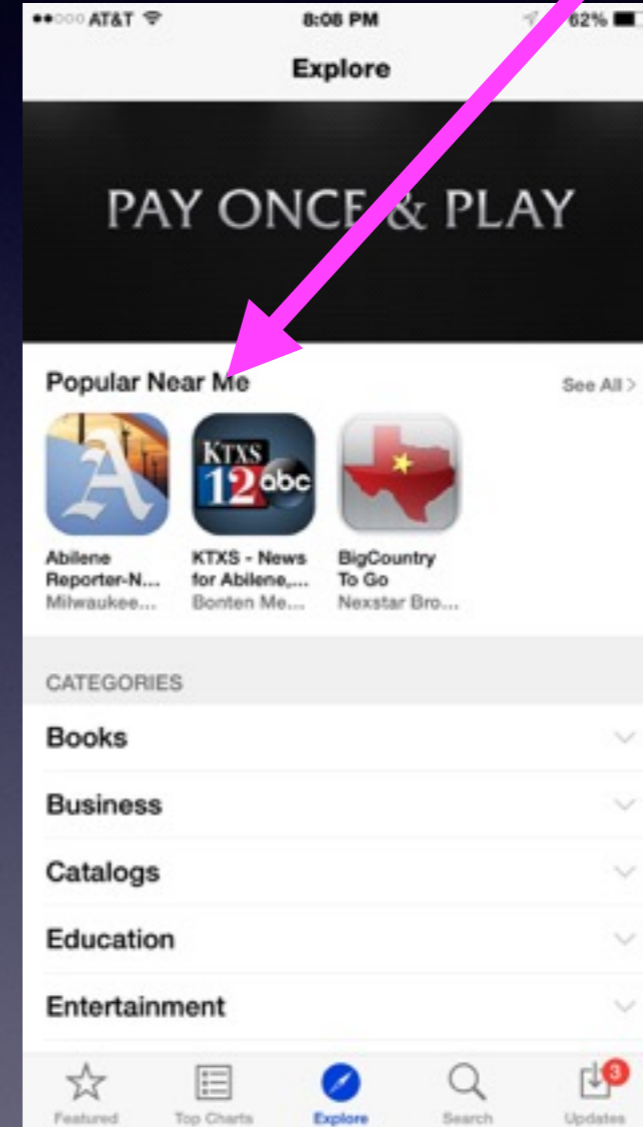 AT&T 8:08 PM 62%
Explore
PAY ONCE & PLAY
Popular Near Me See All >
A KTXS 12 abc
Abilene Reporter-N... KTXS - News for Abilene,... BigCountry To Go
Milwaukee... Bonten Me... Nexstar Bro...
CATEGORIES
Books
Business
Catalogs
Education
Entertainment
3
Featured Top Charts Explore Search Updates